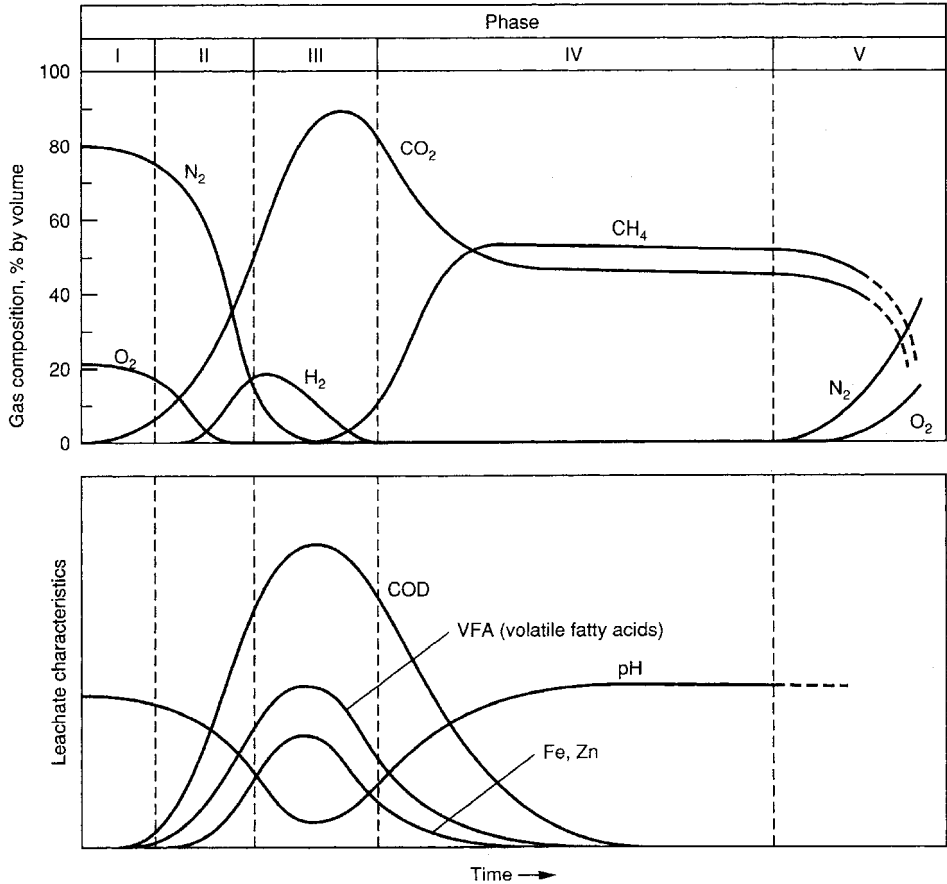 Phase
I II III IV V
Gas composition, % by volume
100
80
60
40
20
0
N₂
O₂
H₂
CO₂
CH₄
N₂
O₂
Leachate characteristics
COD
VFA (volatile fatty acids)
pH
Fe, Zn
Time →